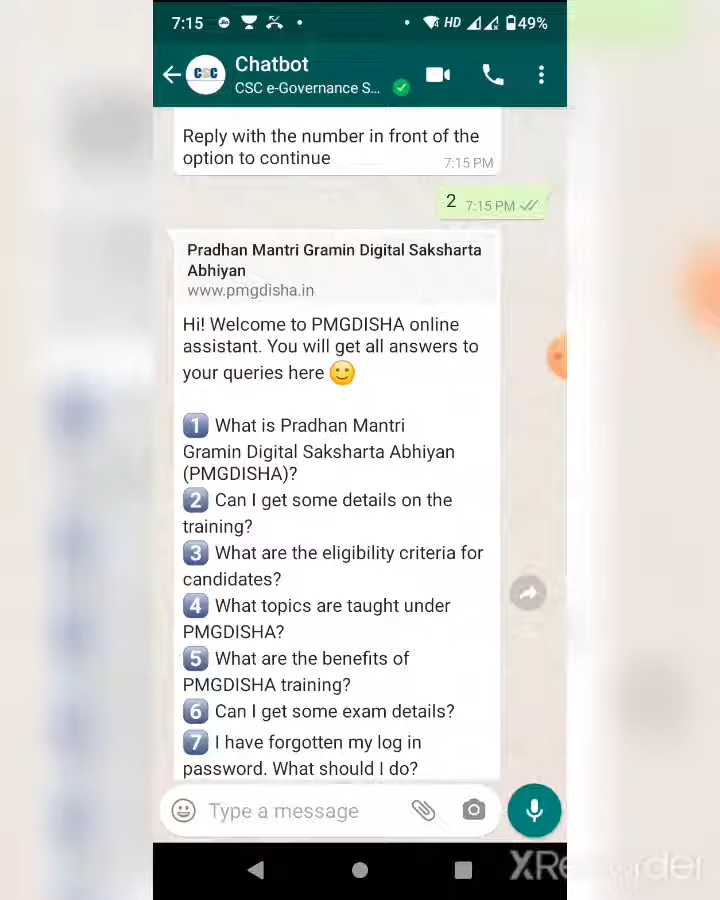 7:15 HD 49%
CSC
Chatbot
CSC e-Governance S...
Reply with the number in front of the
option to continue
7:15 PM
2 7:15 PM
Pradhan Mantri Gramin Digital Saksharta
Abhiyan
www.pmgdisha.in
Hi! Welcome to PMGDISHA online
assistant. You will get all answers to
your queries here 🙂
1 What is Pradhan Mantri
Gramin Digital Saksharta Abhiyan
(PMGDISHA)?
2 Can I get some details on the
training?
3 What are the eligibility criteria for
candidates?
4 What topics are taught under
PMGDISHA?
5 What are the benefits of
PMGDISHA training?
6 Can I get some exam details?
7 I have forgotten my log in
password. What should I do?
Type a message